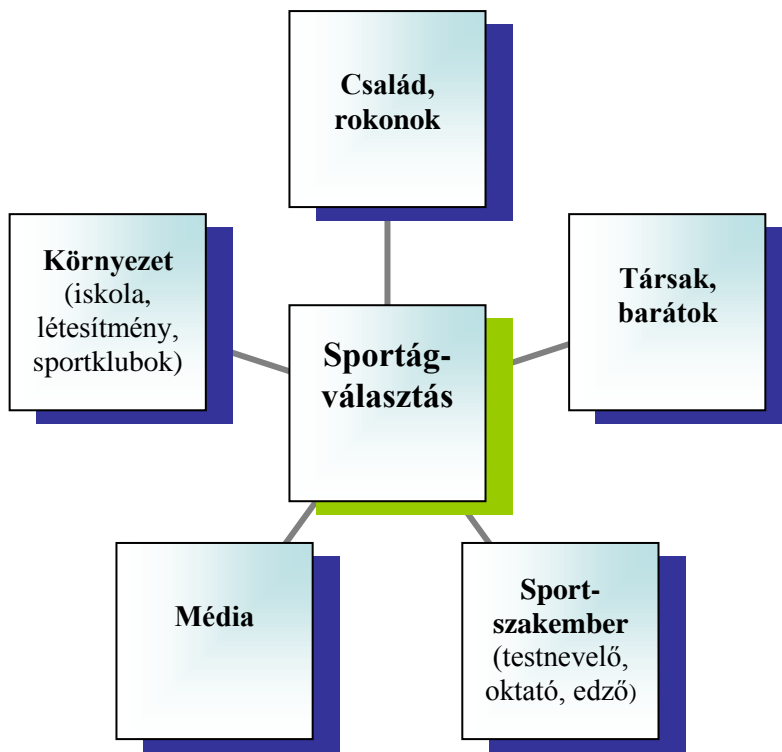 Család,
rokonok
Környezet
(iskola,
létesítmény,
sportklubok)
Társak,
barátok
Sportág-
választás
Média
Sport-
szakember
(testnevelő,
oktató, edző)